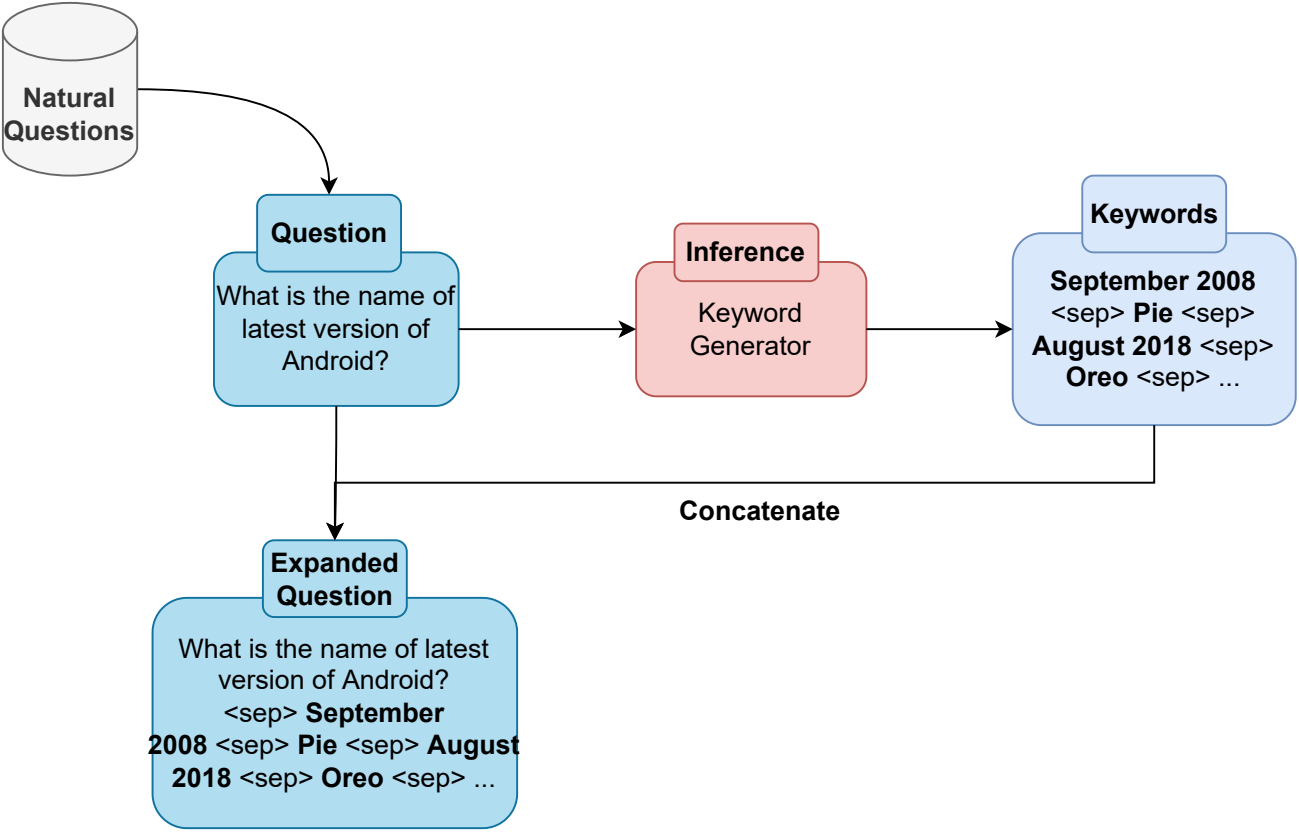 Natural
Questions
Question
What is the name of
latest version of
Android?
Inference
Keyword
Generator
Keywords
September 2008
<sep> Pie <sep>
August 2018 <sep>
Oreo <sep> ...
Concatenate
Expanded
Question
What is the name of latest
version of Android?
<sep> September
2008 <sep> Pie <sep> August
2018 <sep> Oreo <sep> ...